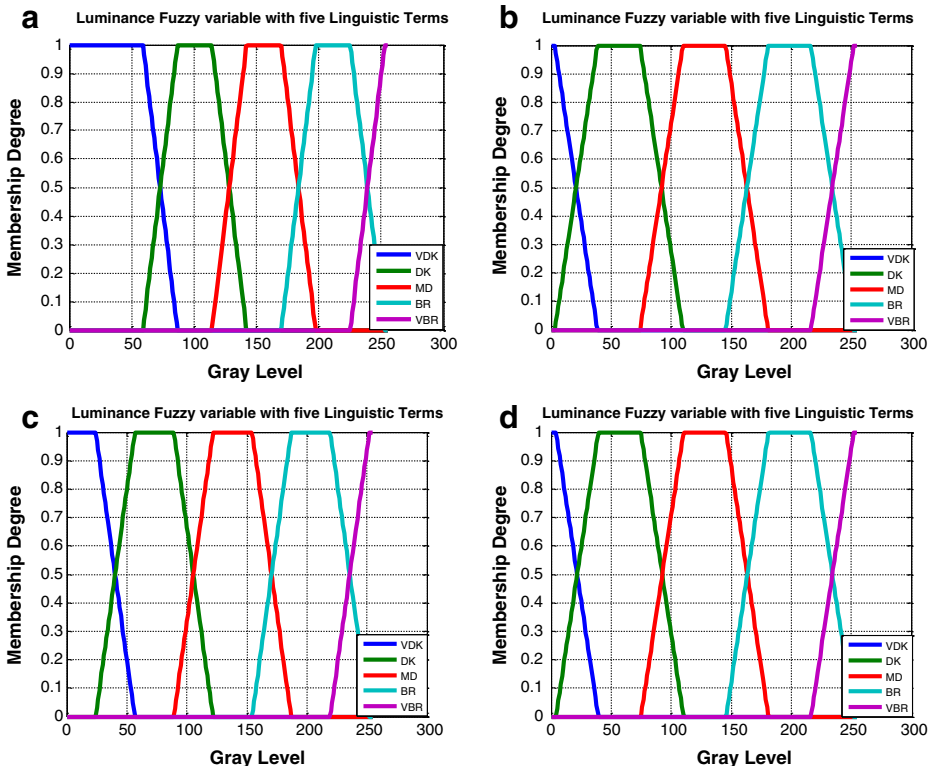 a
Luminance Fuzzy variable with five Linguistic Terms
1
0.9
0.8
0.7
0.6
0.5
0.4
0.3
0.2
0.1
0
Membership Degree
0 50 100 150 200 250 300
Gray Level
VDK
DK
MD
BR
VBR
b
Luminance Fuzzy variable with five Linguistic Terms
1
0.9
0.8
0.7
0.6
0.5
0.4
0.3
0.2
0.1
0
Membership Degree
0 50 100 150 200 250 300
Gray Level
VDK
DK
MD
BR
VBR
c
Luminance Fuzzy variable with five Linguistic Terms
1
0.9
0.8
0.7
0.6
0.5
0.4
0.3
0.2
0.1
0
Membership Degree
0 50 100 150 200 250 300
Gray Level
VDK
DK
MD
BR
VBR
d
Luminance Fuzzy variable with five Linguistic Terms
1
0.9
0.8
0.7
0.6
0.5
0.4
0.3
0.2
0.1
0
Membership Degree
0 50 100 150 200 250 300
Gray Level
VDK
DK
MD
BR
VBR